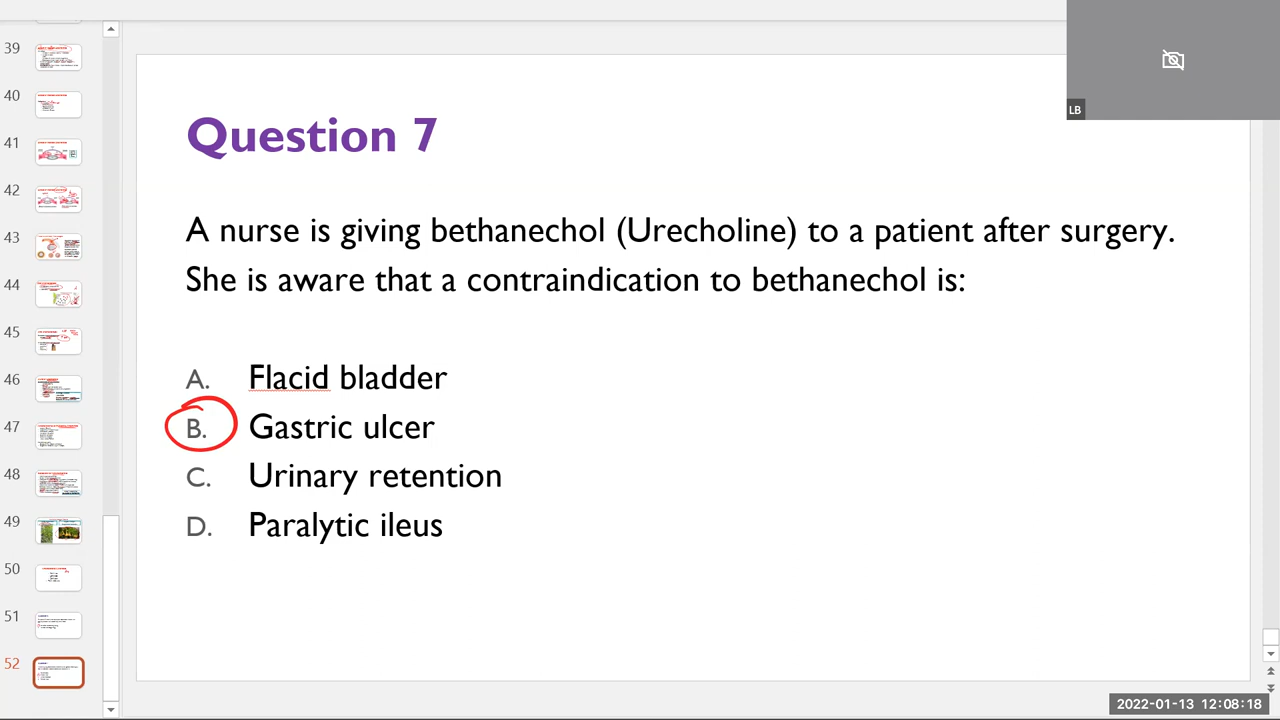 39
40
41
42
44
45
46
47
48
49
50
51
52
Question 7
A nurse is giving bethanechol (Urecholine) to a patient after surgery.
She is aware that a contraindication to bethanechol is:
A. Flacid bladder
B. Gastric ulcer
C. Urinary retention
D. Paralytic ileus
LB
2022-01-13 12:08:18